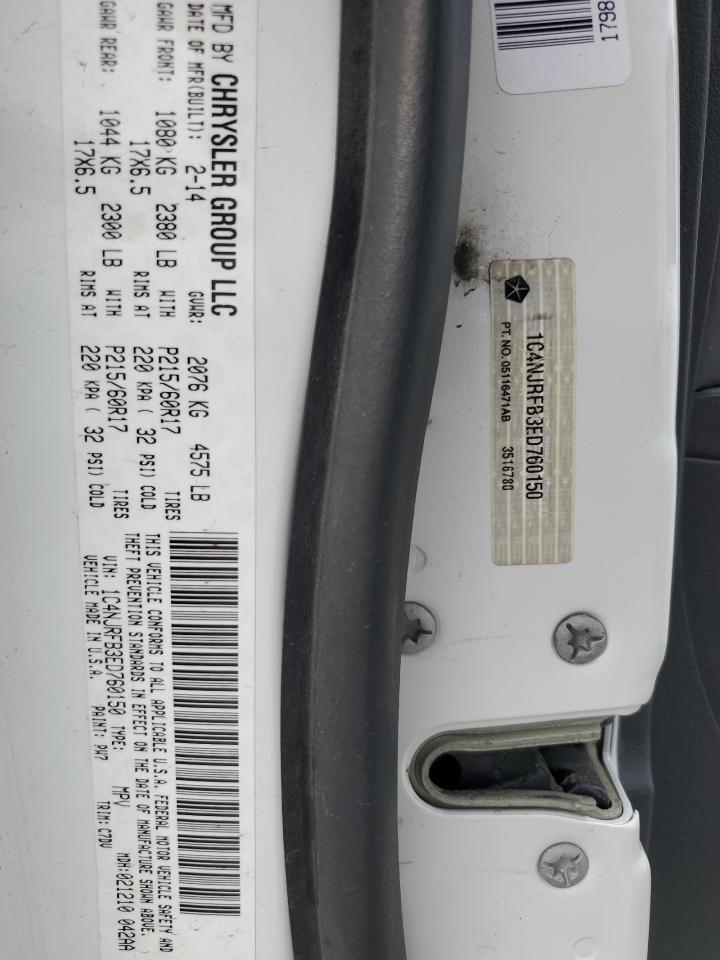 MFD BY CHRYSLER GROUP LLC
DATE OF MFR(BUILT): 2-14 GVWR: 2076 KG 4575 LB
GAWR FRONT: 1080 KG 2380 LB WITH P215/60R17 TIRES
17X6.5 RIMS AT 220 KPA ( 32 PSI) COLD
GAWR REAR: 1044 KG 2300 LB WITH P215/60R17 TIRES
17X6.5 RIMS AT 220 KPA ( 32 PSI) COLD
THIS VEHICLE CONFORMS TO ALL APPLICABLE U.S.A. FEDERAL MOTOR VEHICLE SAFETY AND
THEFT PREVENTION STANDARDS IN EFFECT ON THE DATE OF MANUFACTURE SHOWN ABOVE.
VIN: 1C4NJRFB3ED760150 TYPE: MPV MDH:021210 042AA
VEHICLE MADE IN U.S.A. PAINT: PW7 TRIM: C7DV
1798
1C4NJRFB3ED760150
PT. NO. 05116471AB 3516780